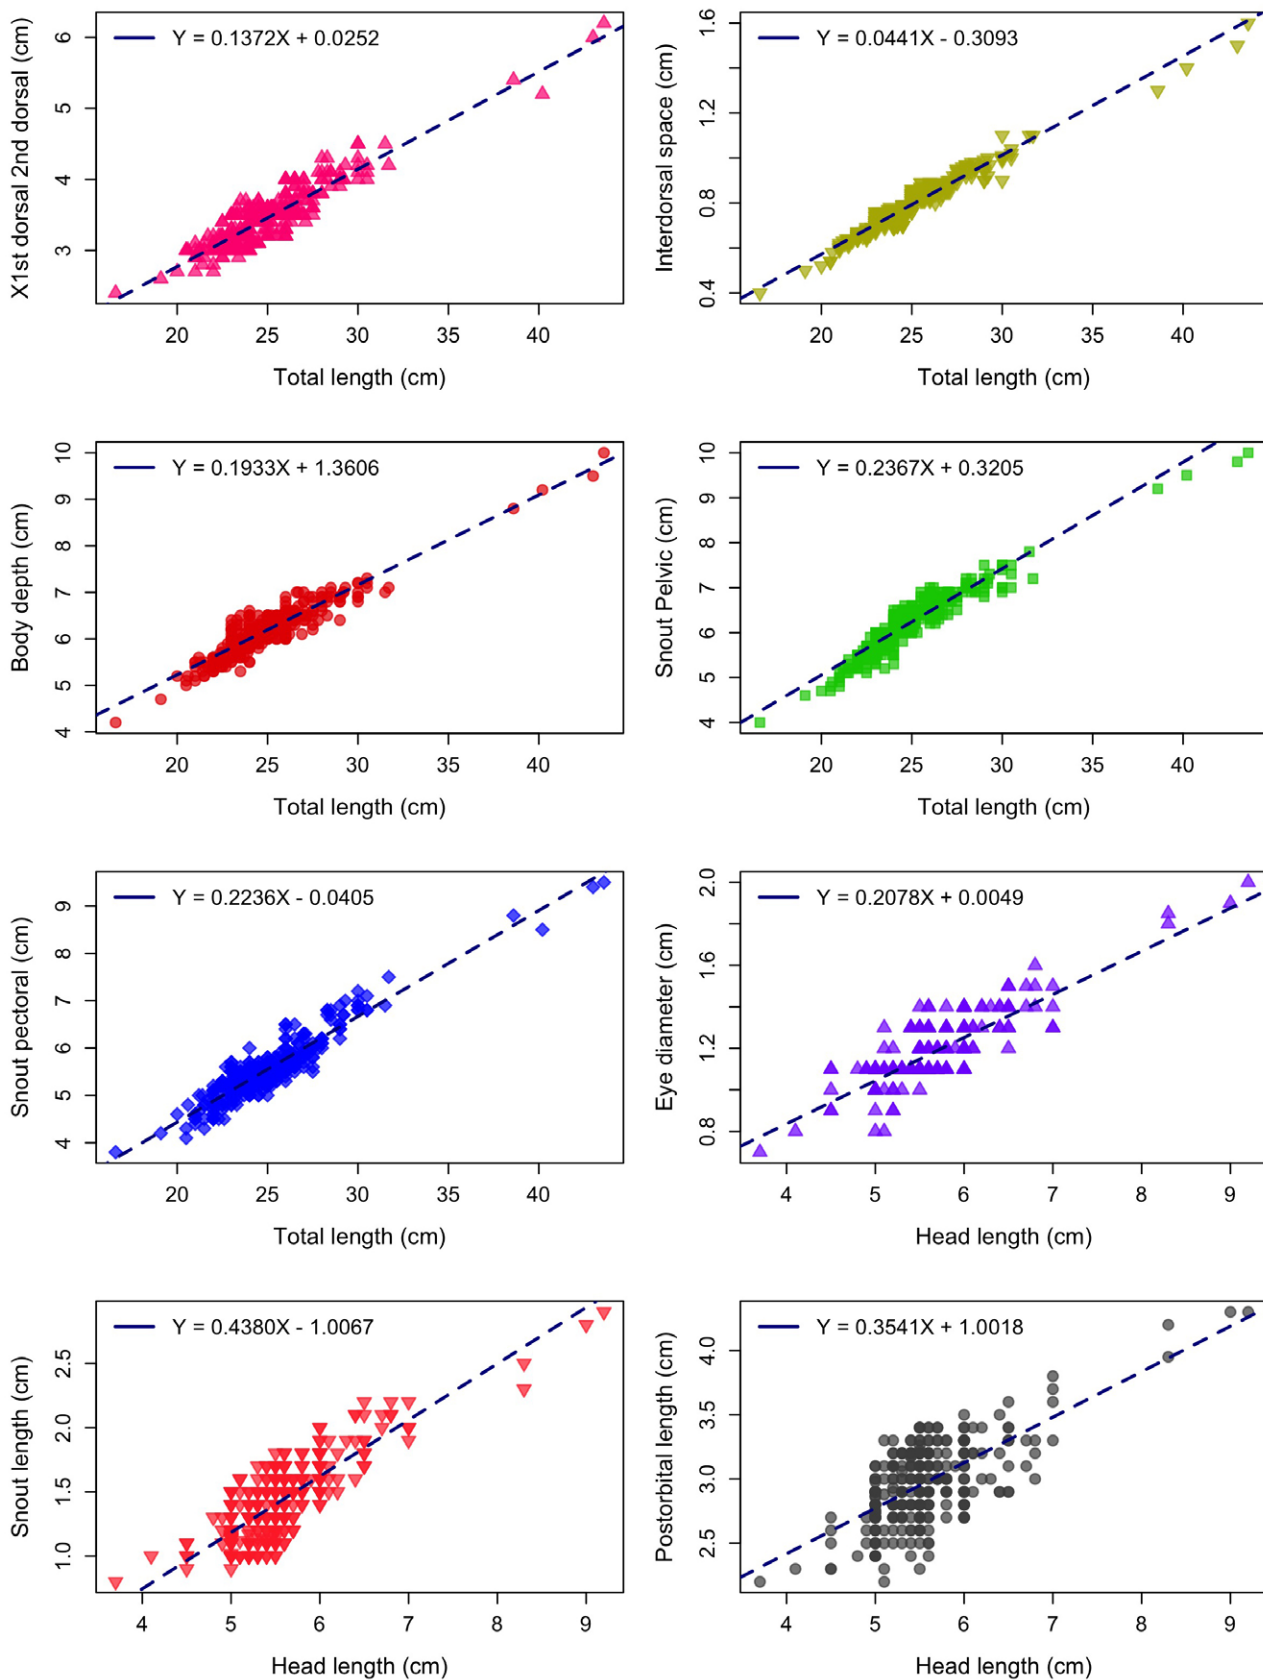 Y = 0.1372X + 0.0252
X1st dorsal 2nd dorsal (cm)
6
5
4
3
20 25 30 35 40
Total length (cm)
Y = 0.0441X - 0.3093
Interdorsal space (cm)
1.6
1.2
0.8
0.4
20 25 30 35 40
Total length (cm)
Y = 0.1933X + 1.3606
Body depth (cm)
10
9
8
7
6
5
4
20 25 30 35 40
Total length (cm)
Y = 0.2367X + 0.3205
Snout Pelvic (cm)
10
9
8
7
6
5
4
20 25 30 35 40
Total length (cm)
Y = 0.2236X - 0.0405
Snout pectoral (cm)
9
8
7
6
5
4
20 25 30 35 40
Total length (cm)
Y = 0.2078X + 0.0049
Eye diameter (cm)
2.0
1.6
1.2
0.8
4 5 6 7 8 9
Head length (cm)
Y = 0.4380X - 1.0067
Snout length (cm)
2.5
2.0
1.5
1.0
4 5 6 7 8 9
Head length (cm)
Y = 0.3541X + 1.0018
Postorbital length (cm)
4.0
3.5
3.0
2.5
4 5 6 7 8 9
Head length (cm)